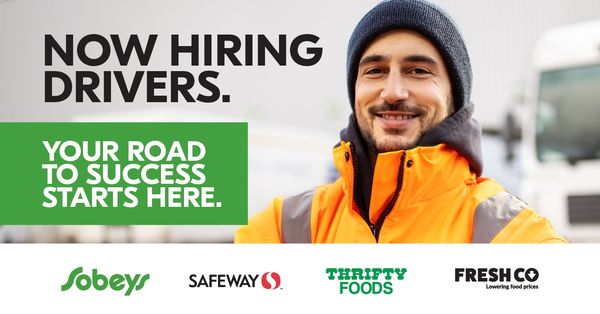 NOW HIRING
DRIVERS.
YOUR ROAD
TO SUCCESS
STARTS HERE.
Sobeys
SAFEWAY
THRIFTY
FOODS
FRESHCO
Lowering food prices